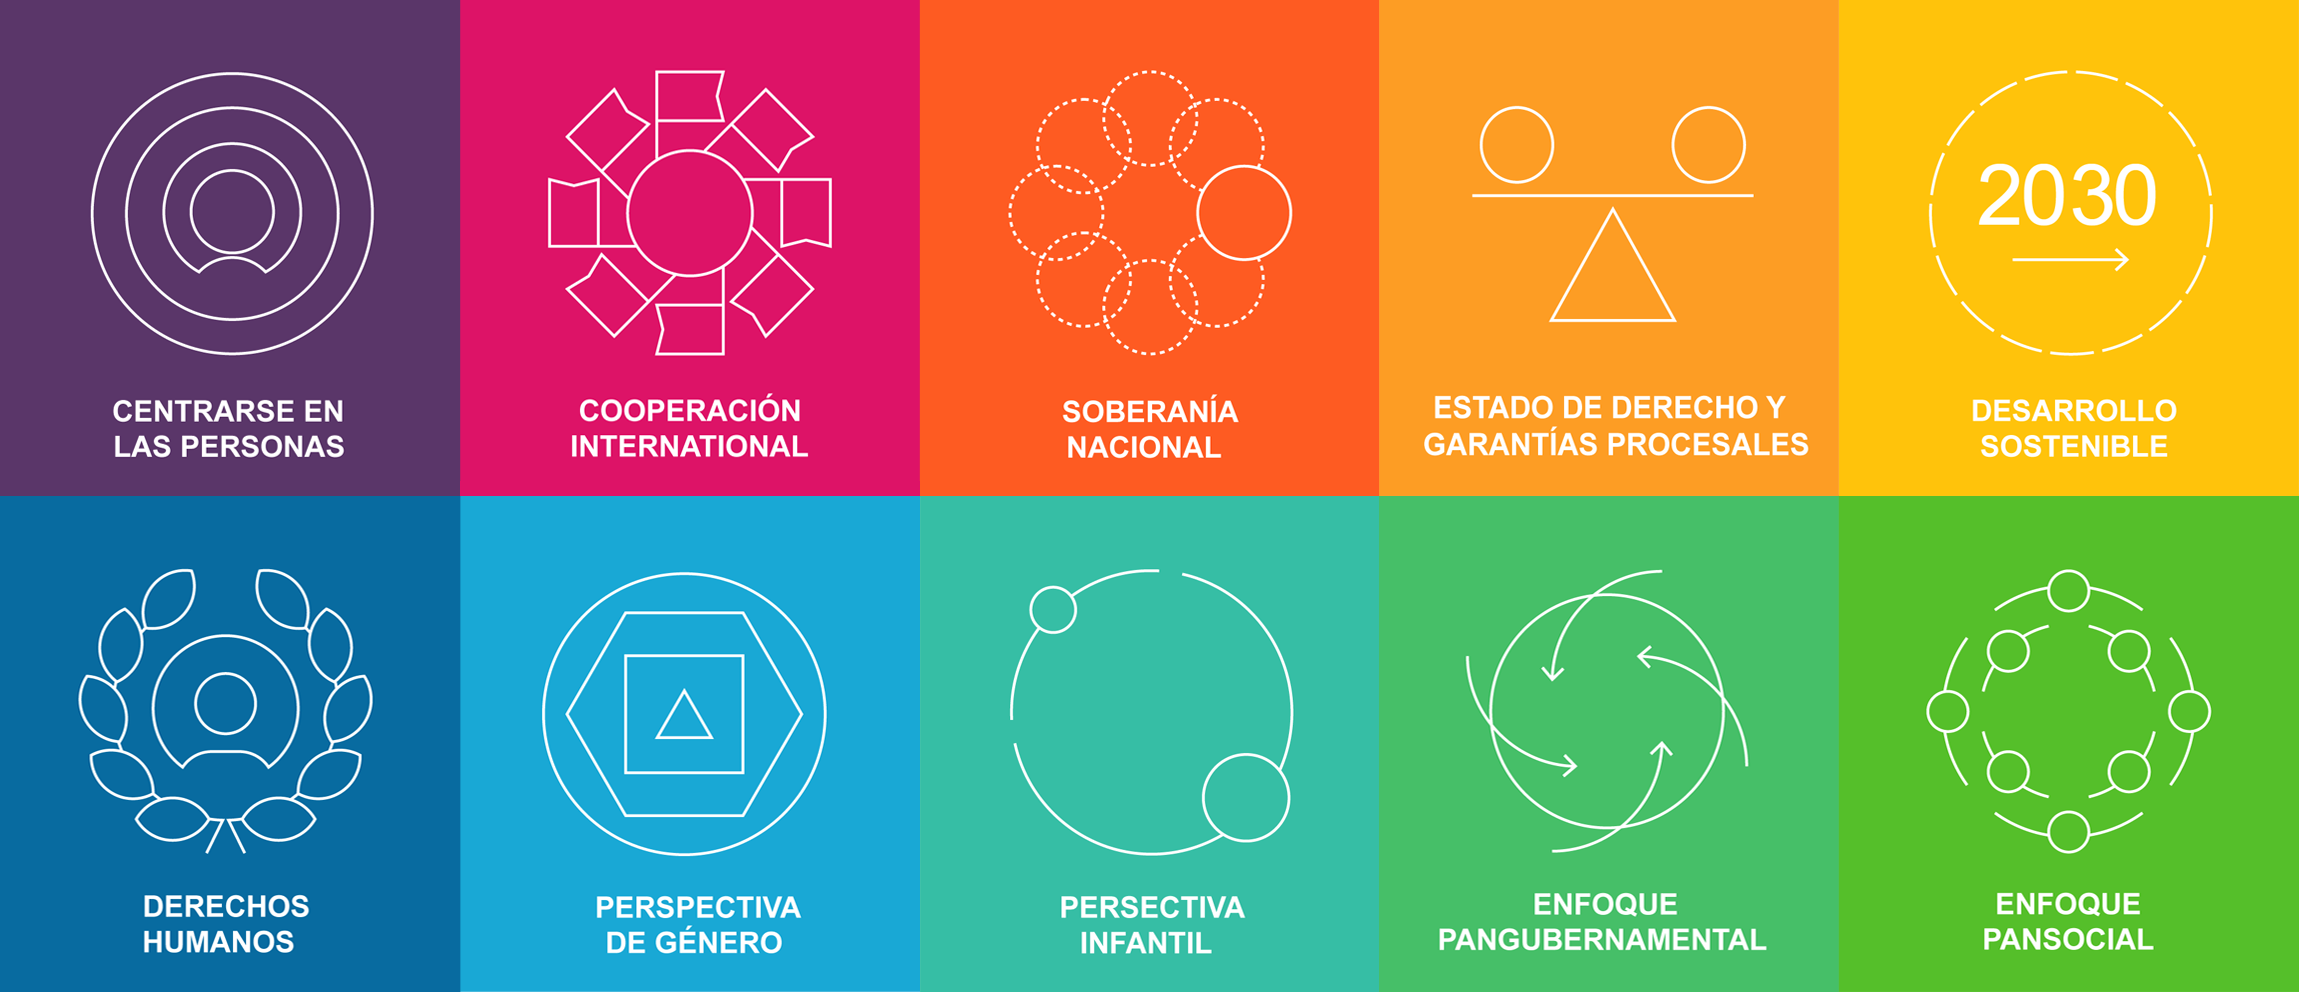 CENTRARSE EN
LAS PERSONAS
COOPERACIÓN
INTERNATIONAL
SOBERANÍA
NACIONAL
ESTADO DE DERECHO Y
GARANTÍAS PROCESALES
2030
DESARROLLO
SOSTENIBLE
DERECHOS
HUMANOS
PERSPECTIVA
DE GÉNERO
PERSECTIVA
INFANTIL
ENFOQUE
PANGUBERNAMENTAL
ENFOQUE
PANSOCIAL